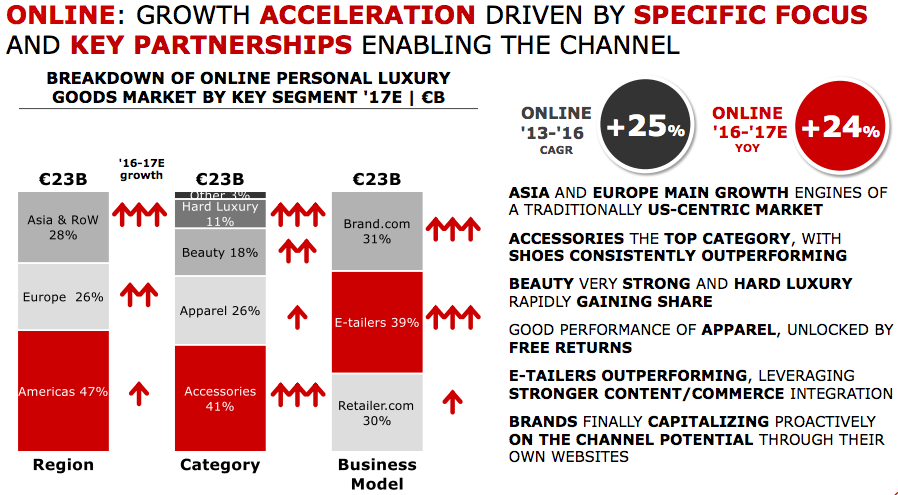 ONLINE: GROWTH ACCELERATION DRIVEN BY SPECIFIC FOCUS
AND KEY PARTNERSHIPS ENABLING THE CHANNEL
BREAKDOWN OF ONLINE PERSONAL LUXURY
GOODS MARKET BY KEY SEGMENT '17E | €B
'16-17E
growth
€23B
€23B
€23B
Asia & RoW
28%
Europe 26%
Americas 47%
Region
Other 3%
Hard Luxury
11%
Beauty 18%
Apparel 26%
Accessories
41%
Category
Brand.com
31%
E-tailers 39%
Retailer.com
30%
Business
Model
ONLINE
'13-'16
CAGR
+25%
ONLINE
'16-'17E
YOY
+24%
ASIA AND EUROPE MAIN GROWTH ENGINES OF
A TRADITIONALLY US-CENTRIC MARKET
ACCESSORIES THE TOP CATEGORY, WITH
SHOES CONSISTENTLY OUTPERFORMING
BEAUTY VERY STRONG AND HARD LUXURY
RAPIDLY GAINING SHARE
GOOD PERFORMANCE OF APPAREL, UNLOCKED BY
FREE RETURNS
E-TAILERS OUTPERFORMING, LEVERAGING
STRONGER CONTENT/COMMERCE INTEGRATION
BRANDS FINALLY CAPITALIZING PROACTIVELY
ON THE CHANNEL POTENTIAL THROUGH THEIR
OWN WEBSITES